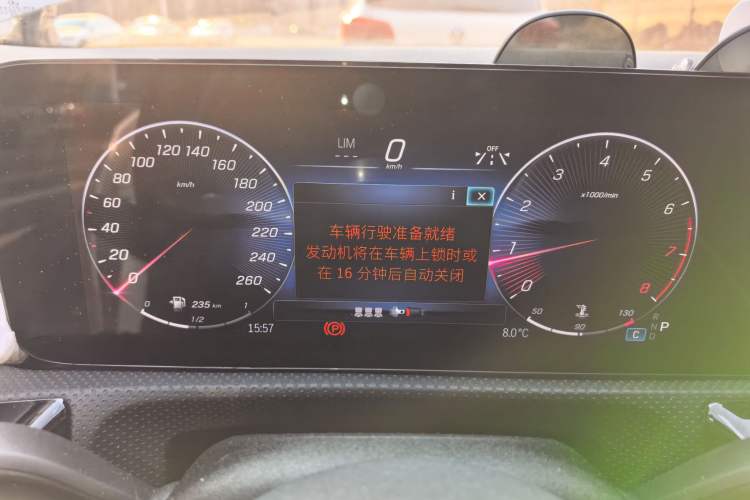 LIM
---
0
km/h
OFF
0
20
40
60
80
100
120
140
160
180
200
220
240
260
km/h
i
×
车辆行驶准备就绪
发动机将在车辆上锁时或
在 16 分钟后自动关闭
0
1
2
3
4
5
6
7
8
x1000/min
0
1/2
1
235 km
50
90
130
15:57
P
8.0°C
C
R
N
D
P